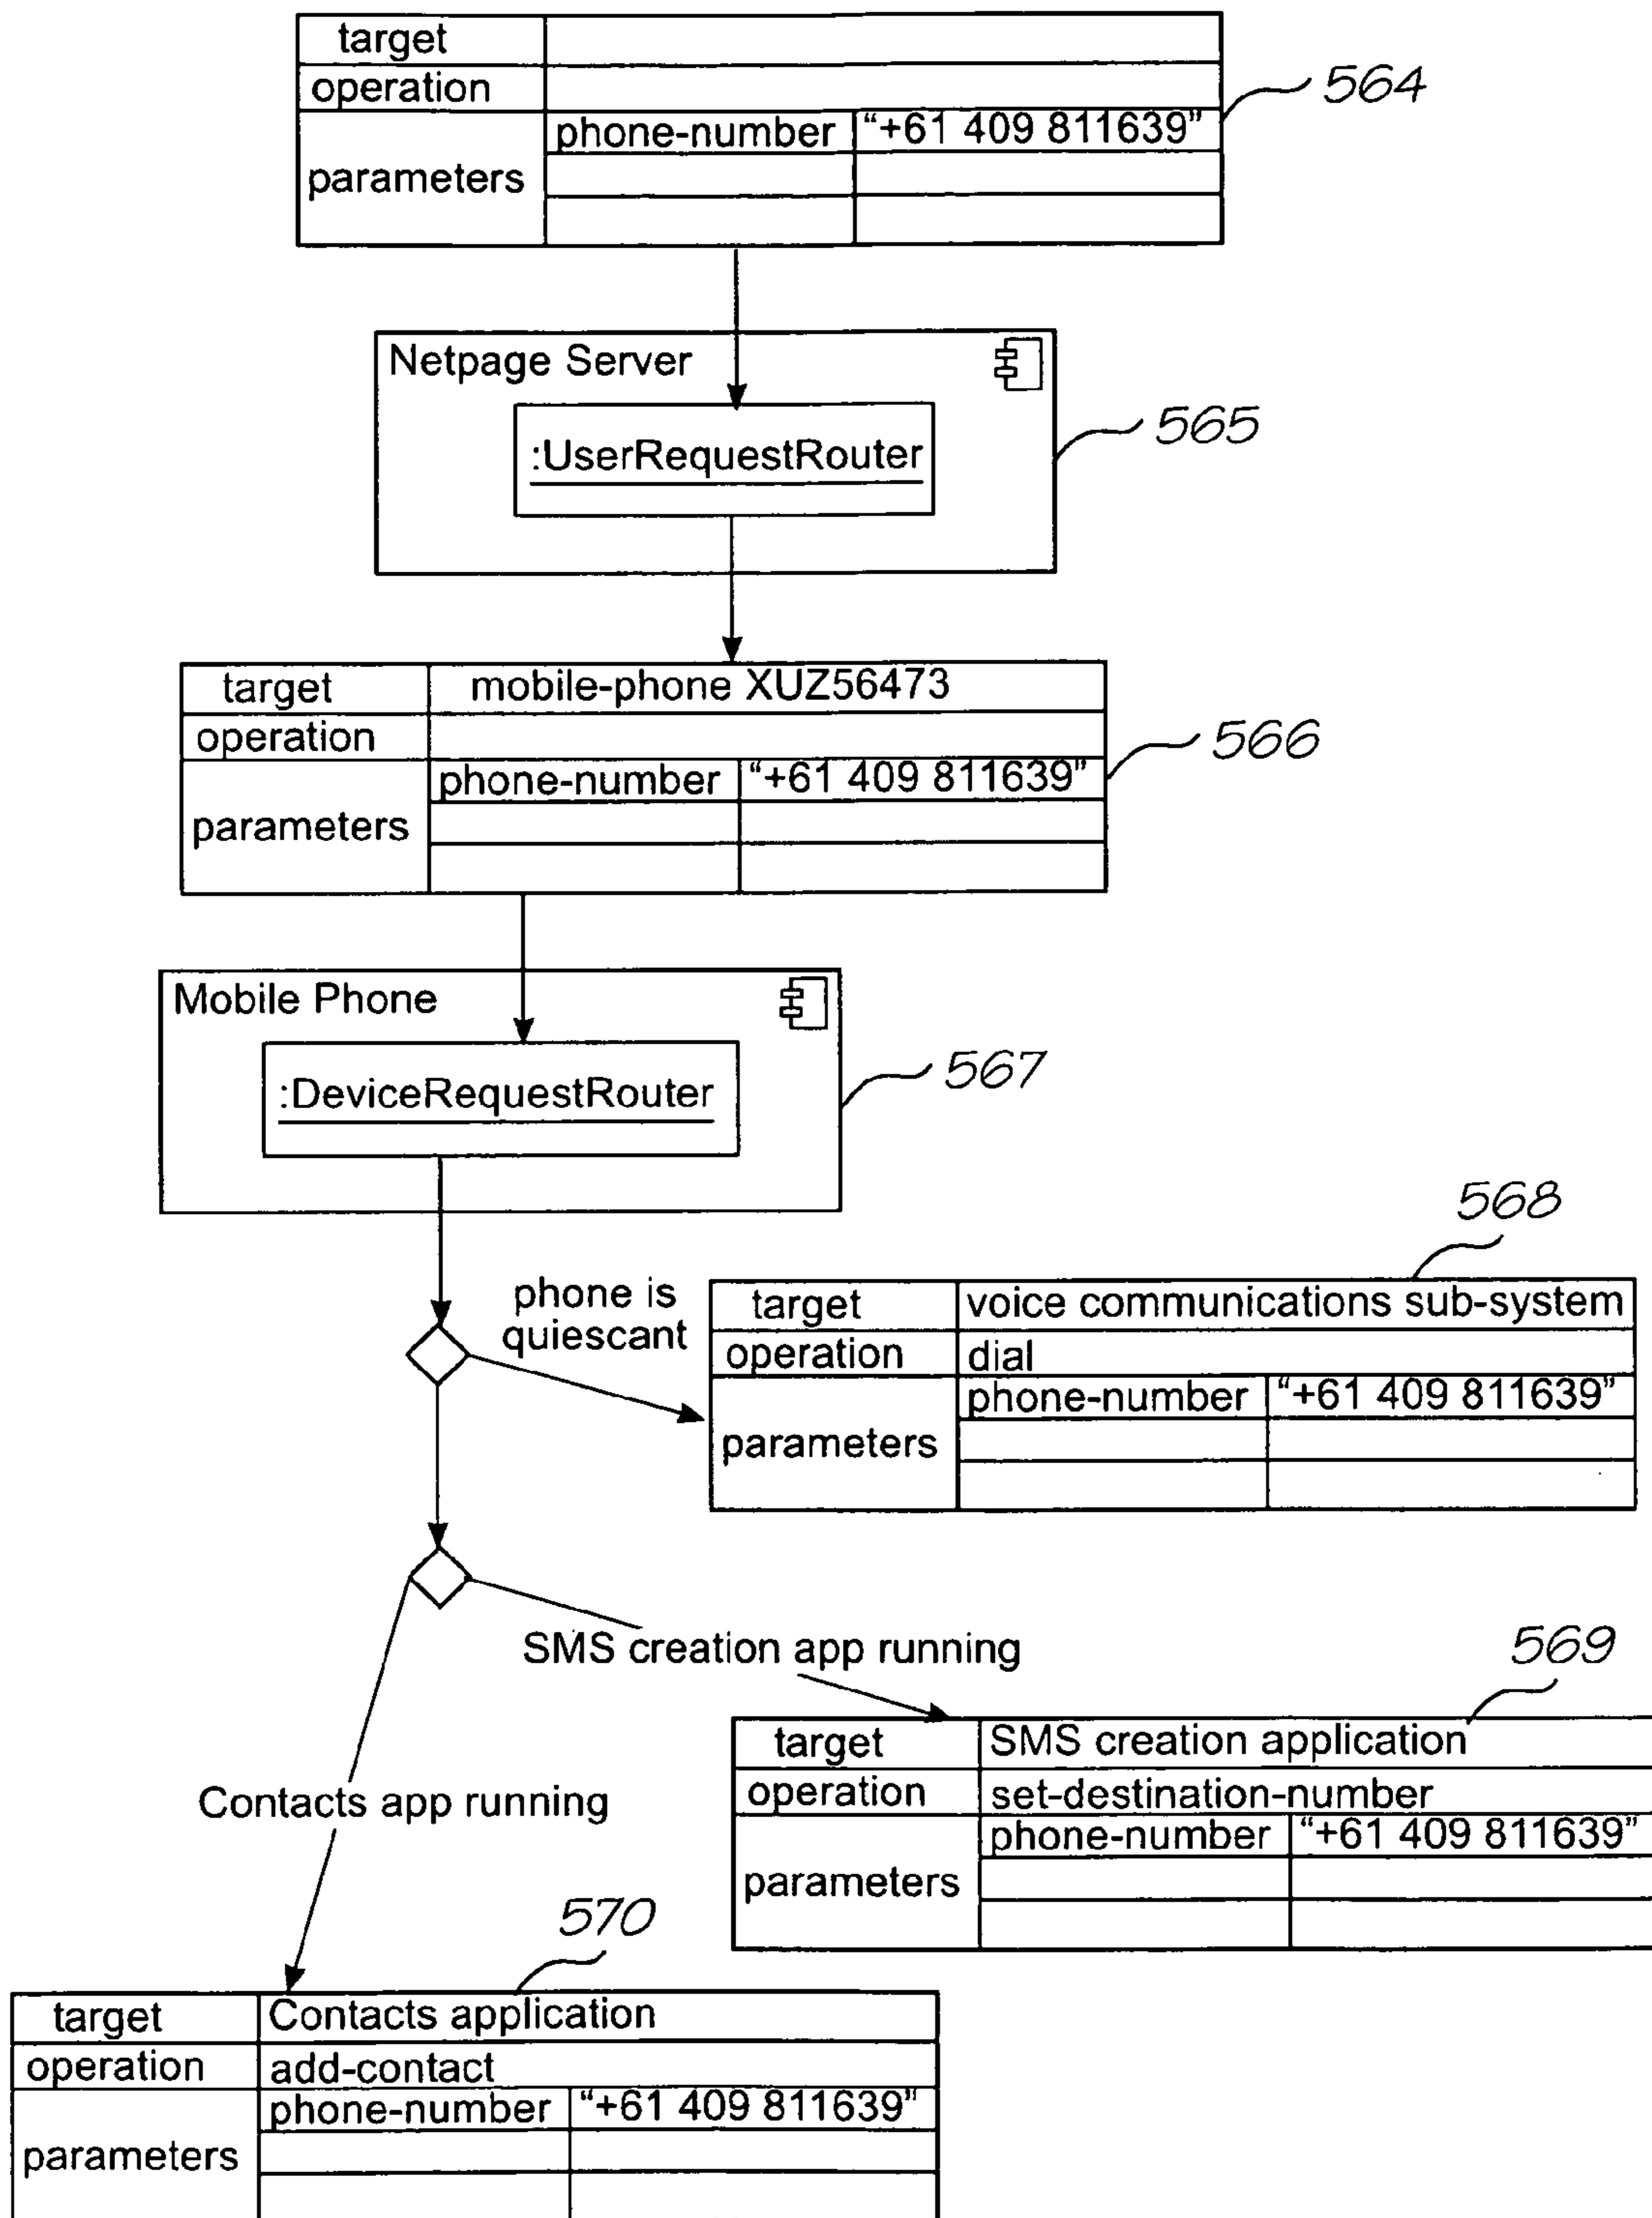 target
operation
564
phone-number "+61 409 811639"
parameters
Netpage Server
565
:UserRequestRouter
target mobile-phone XUZ56473
operation
566
phone-number "+61 409 811639"
parameters
Mobile Phone
567
:DeviceRequestRouter
568
phone is
quiescant
target voice communications sub-system
operation dial
phone-number "+61 409 811639"
parameters
SMS creation app running
569
target SMS creation application
operation set-destination-number
phone-number "+61 409 811639"
parameters
Contacts app running
570
target Contacts application
operation add-contact
phone-number "+61 409 811639"
parameters